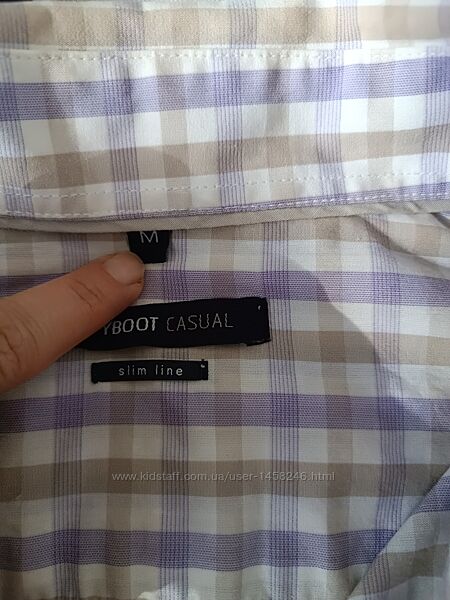 M
YBOOT CASUAL
slim line
www.kidstaff.com.ua/user-1458246.html